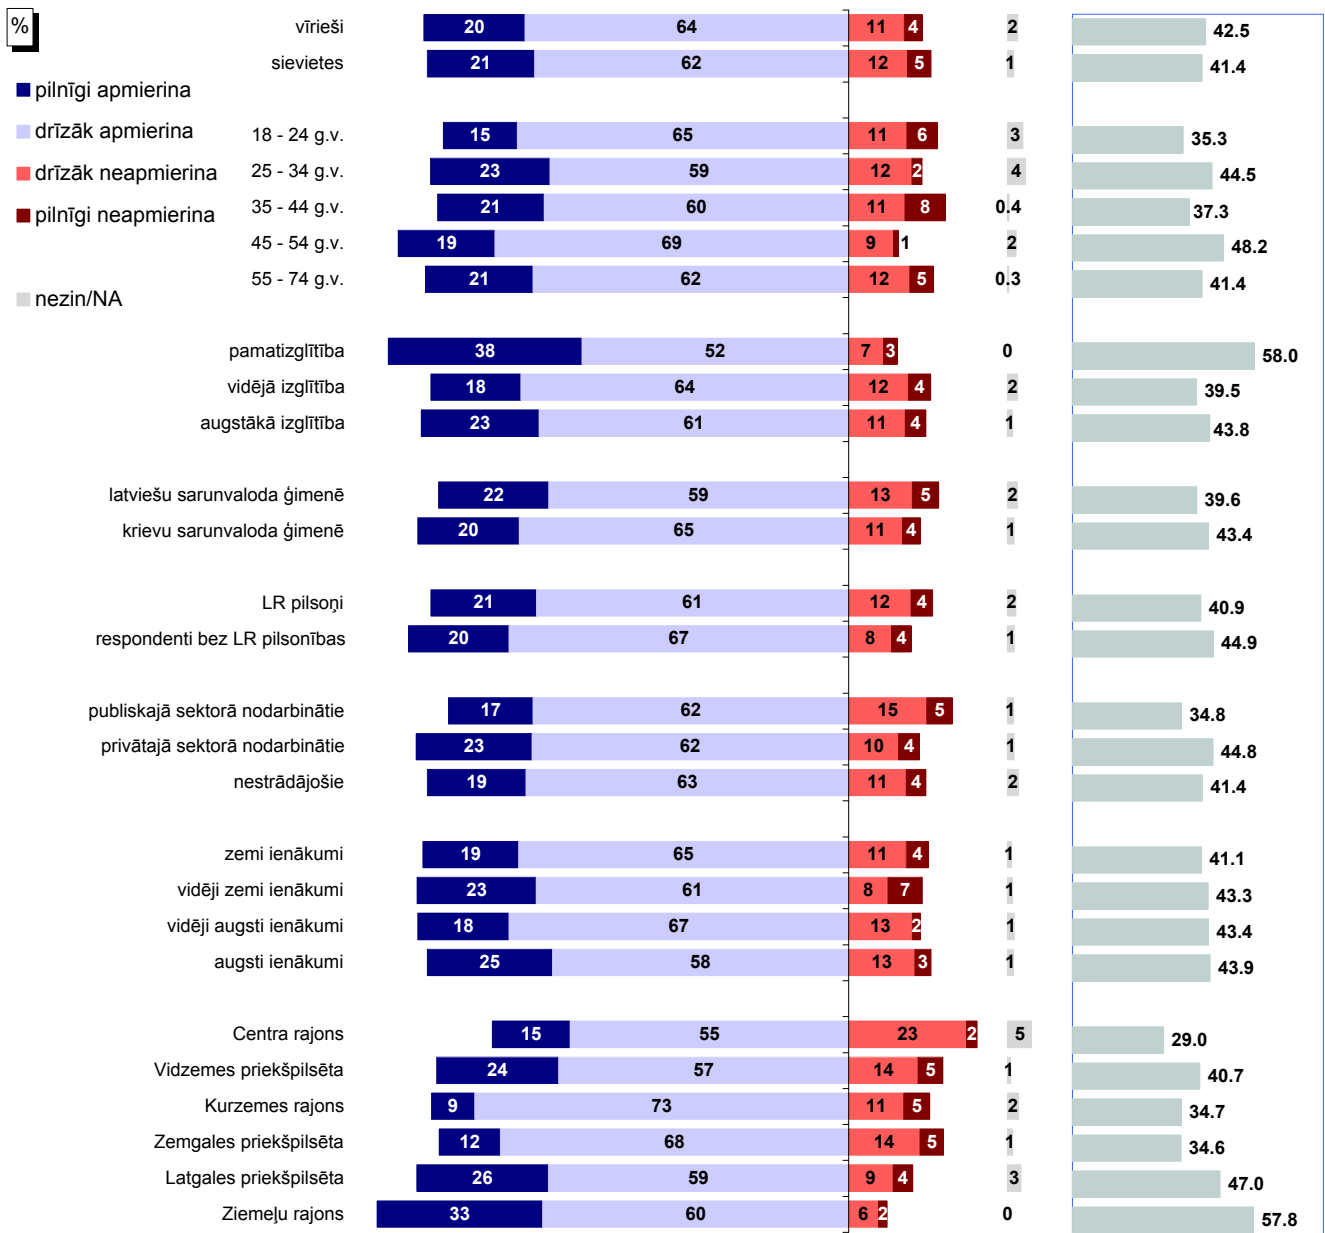 %
pilnīgi apmierina
drīzāk apmierina
drīzāk neapmierina
pilnīgi neapmierina
nezin/NA
vīrieši 20 64 11 4 2 42.5
sievietes 21 62 12 5 1 41.4
18 - 24 g.v. 15 65 11 6 3 35.3
25 - 34 g.v. 23 59 12 2 4 44.5
35 - 44 g.v. 21 60 11 8 0.4 37.3
45 - 54 g.v. 19 69 9 1 2 48.2
55 - 74 g.v. 21 62 12 5 0.3 41.4
pamatizglītība 38 52 7 3 0 58.0
vidējā izglītība 18 64 12 4 2 39.5
augstākā izglītība 23 61 11 4 1 43.8
latviešu sarunvaloda ģimenē 22 59 13 5 2 39.6
krievu sarunvaloda ģimenē 20 65 11 4 1 43.4
LR pilsoņi 21 61 12 4 2 40.9
respondenti bez LR pilsonības 20 67 8 4 1 44.9
publiskajā sektorā nodarbinātie 17 62 15 5 1 34.8
privātajā sektorā nodarbinātie 23 62 10 4 1 44.8
nestrādājošie 19 63 11 4 2 41.4
zemi ienākumi 19 65 11 4 1 41.1
vidēji zemi ienākumi 23 61 8 7 1 43.3
vidēji augsti ienākumi 18 67 13 2 1 43.4
augsti ienākumi 25 58 13 3 1 43.9
Centra rajons 15 55 23 2 5 29.0
Vidzemes priekšpilsēta 24 57 14 5 1 40.7
Kurzemes rajons 9 73 11 5 2 34.7
Zemgales priekšpilsēta 12 68 14 5 1 34.6
Latgales priekšpilsēta 26 59 9 4 3 47.0
Ziemeļu rajons 33 60 6 2 0 57.8